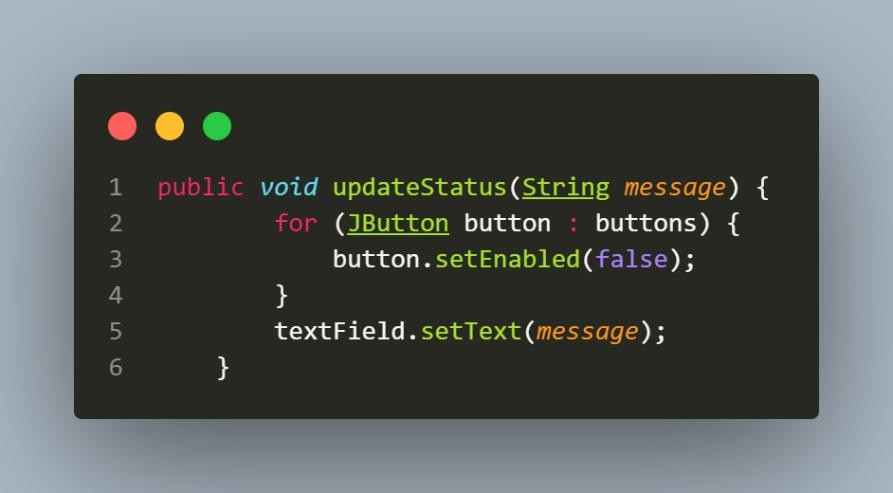 1 public void updateStatus(String message) {
2 for (JButton button : buttons) {
3 button.setEnabled(false);
4 }
5 textField.setText(message);
6 }